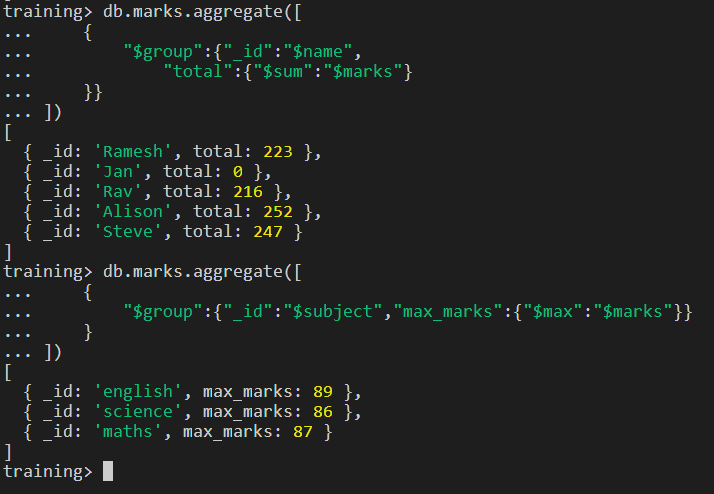 training> db.marks.aggregate([
...     {
...         "$group":{"_id":"$name",
...             "total":{"$sum":"$marks"}
...     }}
... ])
[
  { _id: 'Ramesh', total: 223 },
  { _id: 'Jan', total: 0 },
  { _id: 'Rav', total: 216 },
  { _id: 'Alison', total: 252 },
  { _id: 'Steve', total: 247 }
]
training> db.marks.aggregate([
...     {
...         "$group":{"_id":"$subject","max_marks":{"$max":"$marks"}}
...     }
... ])
[
  { _id: 'english', max_marks: 89 },
  { _id: 'science', max_marks: 86 },
  { _id: 'maths', max_marks: 87 }
]
training>